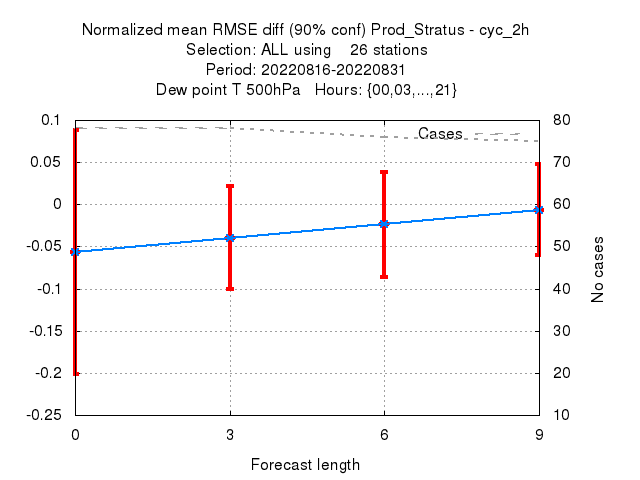 Normalized mean RMSE diff (90% conf) Prod_Stratus - cyc_2h
Selection: ALL using    26 stations
Period: 20220816-20220831
Dew point T 500hPa   Hours: {00,03,...,21}
0.1
0.05
0
-0.05
-0.1
-0.15
-0.2
-0.25
Cases
80
70
60
50
40
30
20
10
No cases
0 3 6 9
Forecast length